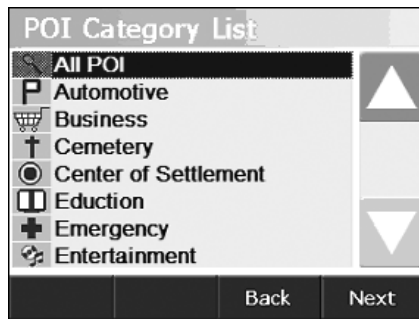 POI Category List
All POI
P Automotive
Business
Cemetery
Center of Settlement
Eduction
Emergency
Entertainment
Back Next